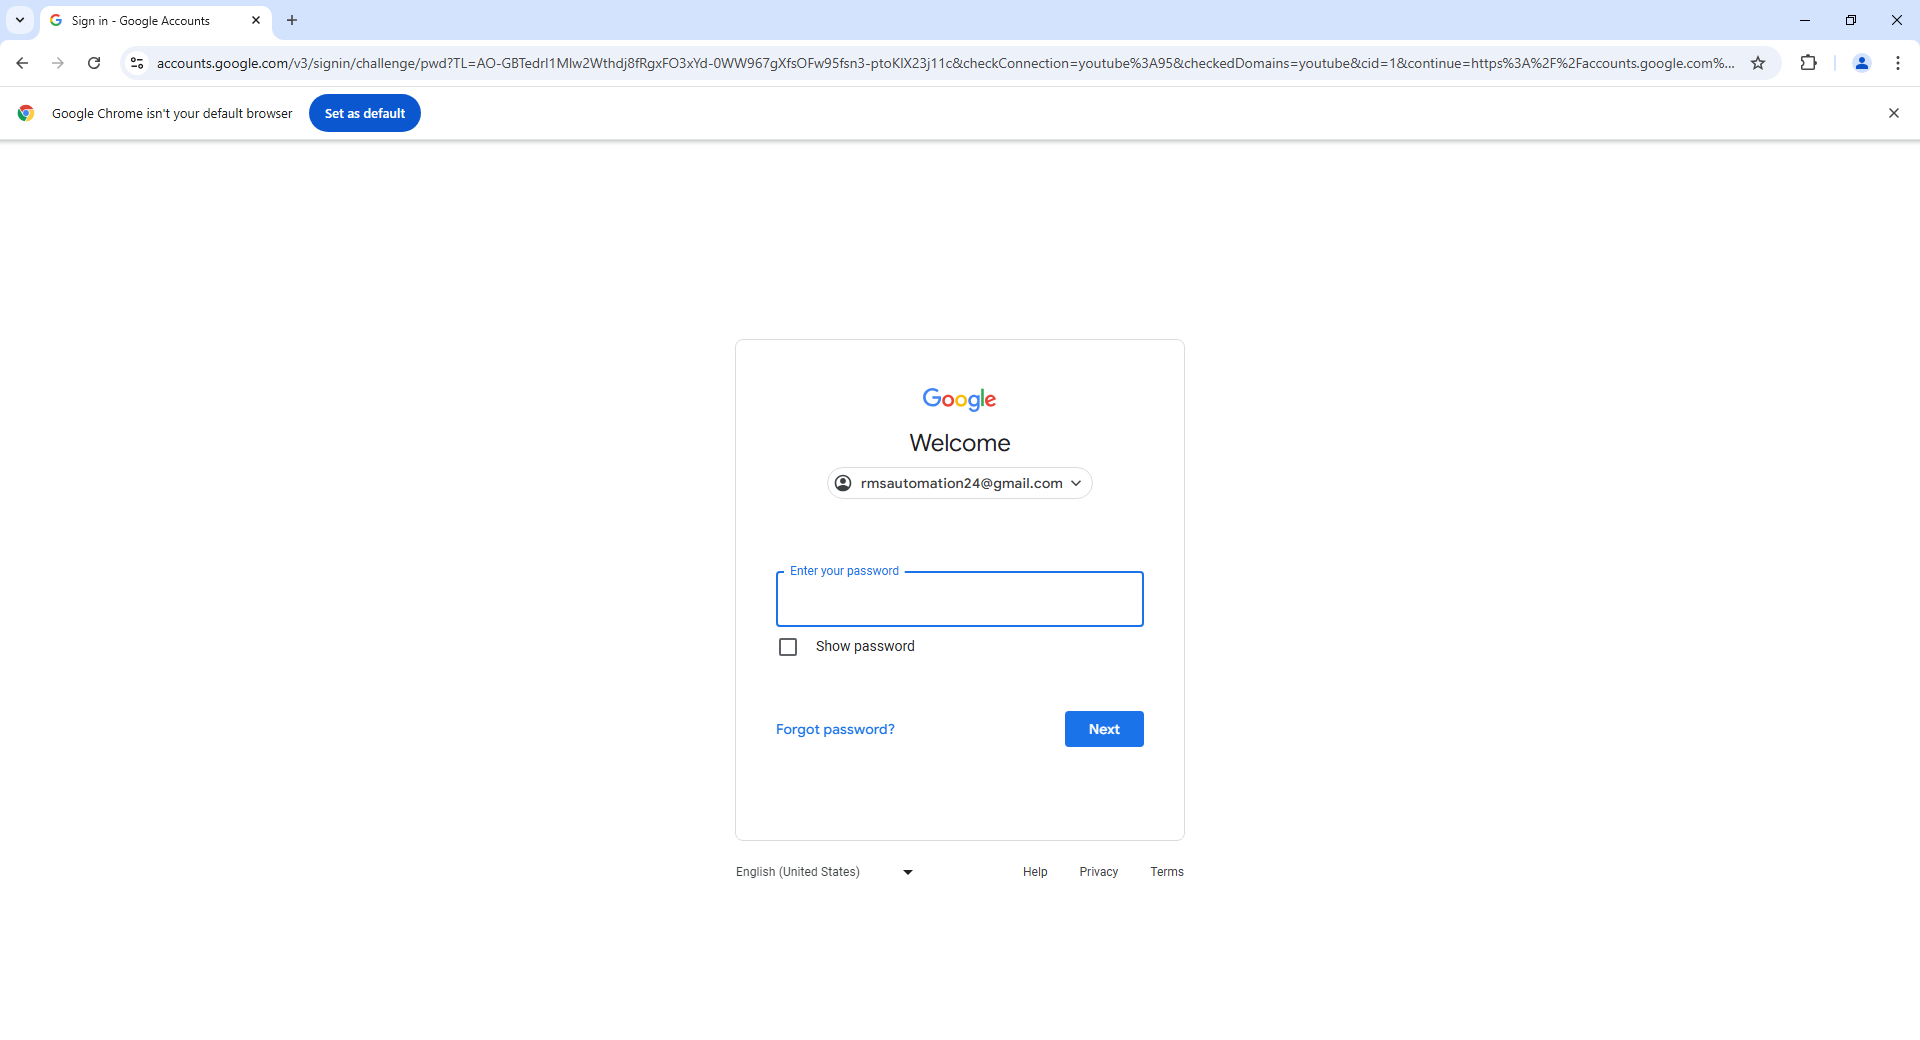 Sign in - Google Accounts
accounts.google.com/v3/signin/challenge/pwd?TL=AO-GBTedrI1Mlw2Wthdj8fRgxFO3xYd-0WW967gXfsOFw95fsn3-ptoKlX23j11c&checkConnection=youtube%3A95&checkedDomains=youtube&cid=1&continue=https%3A%2F%2Faccounts.google.com%...
Google Chrome isn't your default browser
Set as default
Google
Welcome
rmsautomation24@gmail.com
Enter your password
Show password
Forgot password?
Next
English (United States)
Help
Privacy
Terms